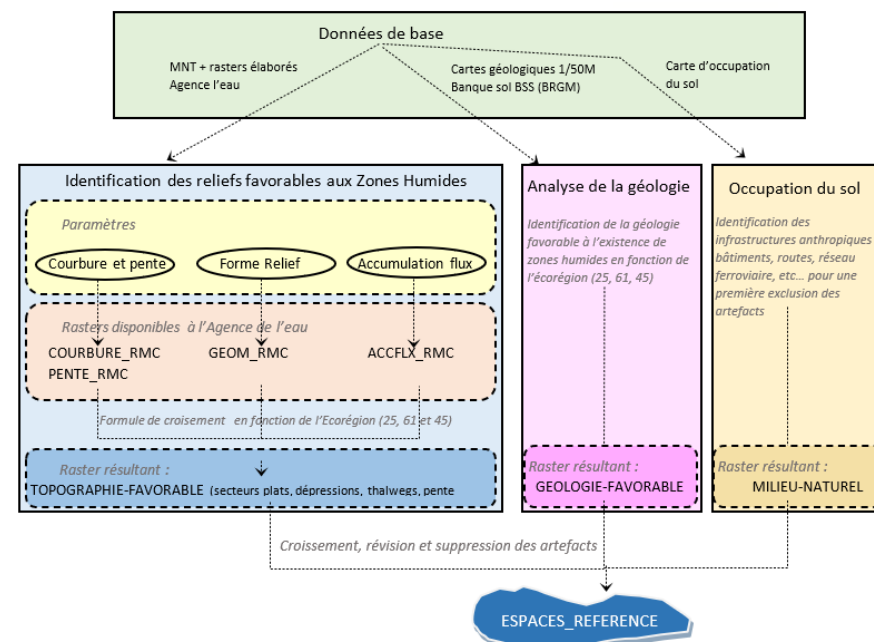 Données de base
MNT + rasters élaborés
Agence l'eau
Cartes géologiques 1/50M
Banque sol BSS (BRGM)
Carte d'occupation
du sol
Identification des reliefs favorables aux Zones Humides
Paramètres
Courbure et pente
Forme Relief
Accumulation flux
Rasters disponibles à l'Agence de l'eau
COURBURE_RMC
PENTE_RMC
GEOM_RMC
ACCFLX_RMC
Formule de croisement en fonction de l'Ecorégion (25, 61 et 45)
Raster résultant :
TOPOGRAPHIE-FAVORABLE (secteurs plats, dépressions, thalwegs, pente
Analyse de la géologie
Identification de la géologie
favorable à l'existence de
zones humides en fonction de
l'écorégion (25, 61, 45)
Raster résultant :
GEOLOGIE-FAVORABLE
Occupation du sol
Identification des
infrastructures anthropiques
bâtiments, routes, réseau
ferroviaire, etc... pour une
première exclusion des
artefacts
Raster résultant :
MILIEU-NATUREL
Croissement, révision et suppression des artefacts
ESPACES_REFERENCE